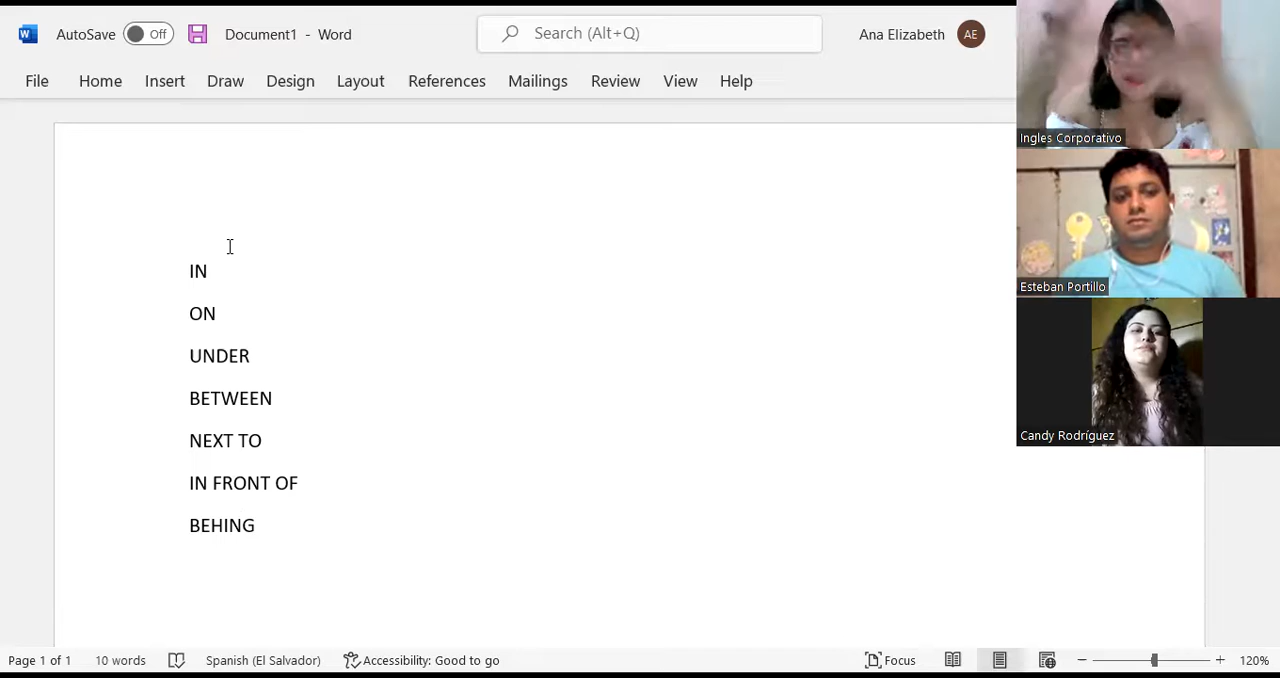 AutoSave Off Document1 - Word Search (Alt+Q) Ana Elizabeth AE
File Home Insert Draw Design Layout References Mailings Review View Help
Ingles Corporativo
IN
ON
UNDER
BETWEEN
NEXT TO
IN FRONT OF
BEHING
Esteban Portillo
Candy Rodríguez
Page 1 of 1 10 words Spanish (El Salvador) Accessibility: Good to go Focus 120%